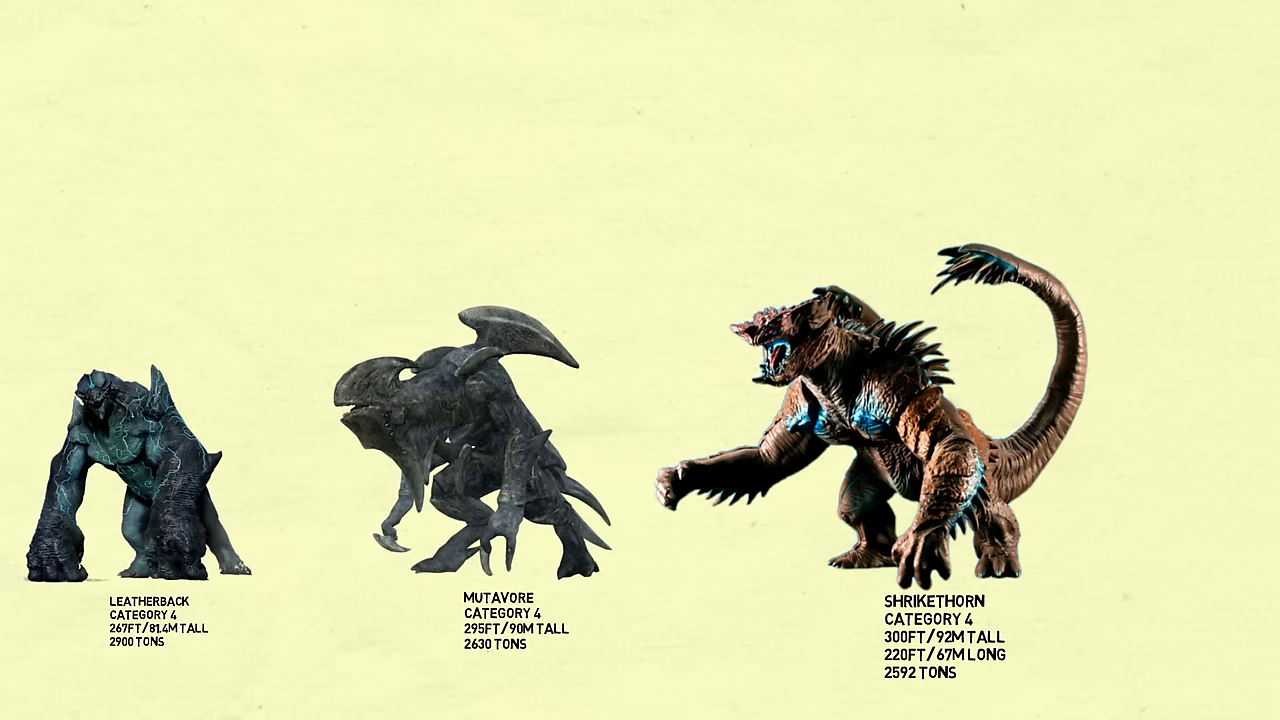 LEATHERBACK
CATEGORY 4
267FT/81.4M TALL
2900 TONS
MUTAVORE
CATEGORY 4
295FT/90M TALL
2630 TONS
SHRIKETHORN
CATEGORY 4
300FT/92M TALL
220FT/67M LONG
2592 TONS